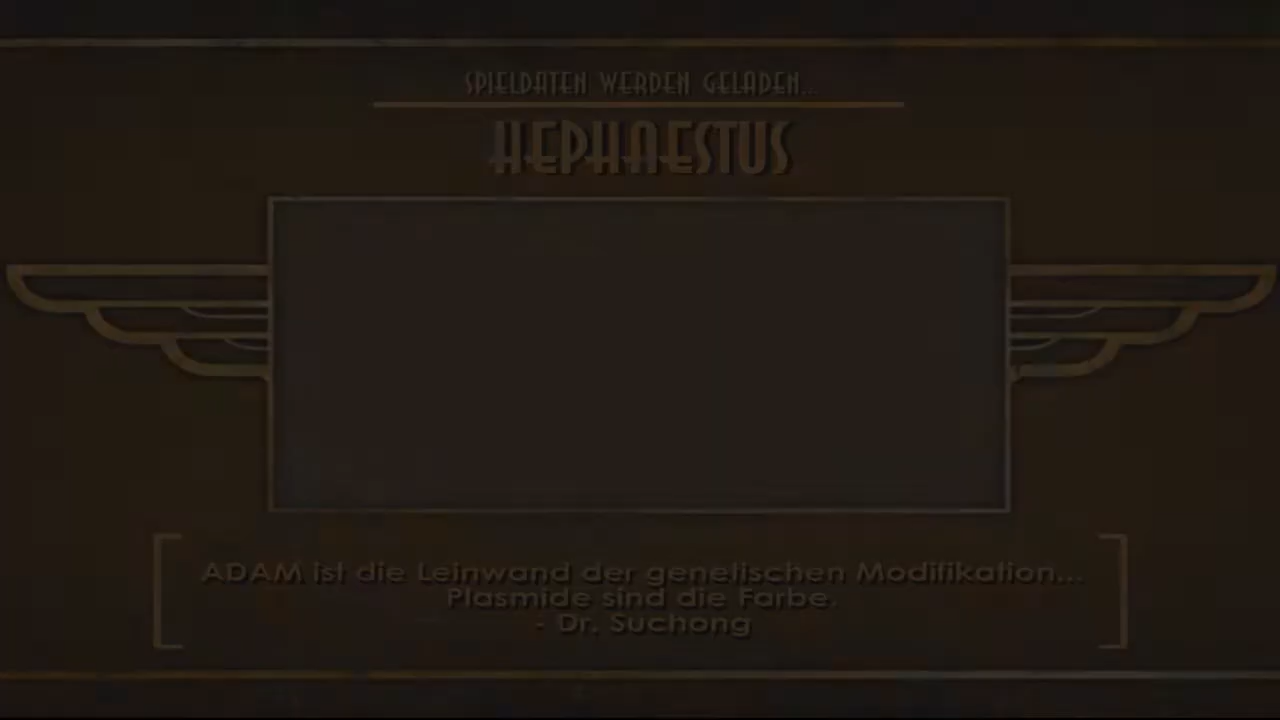 SPIELDATEN WERDEN GELADEN...
HEPHAESTUS
ADAM ist die Leinwand der genetischen Modifikation...
Plasmide sind die Farbe.
- Dr. Suchong